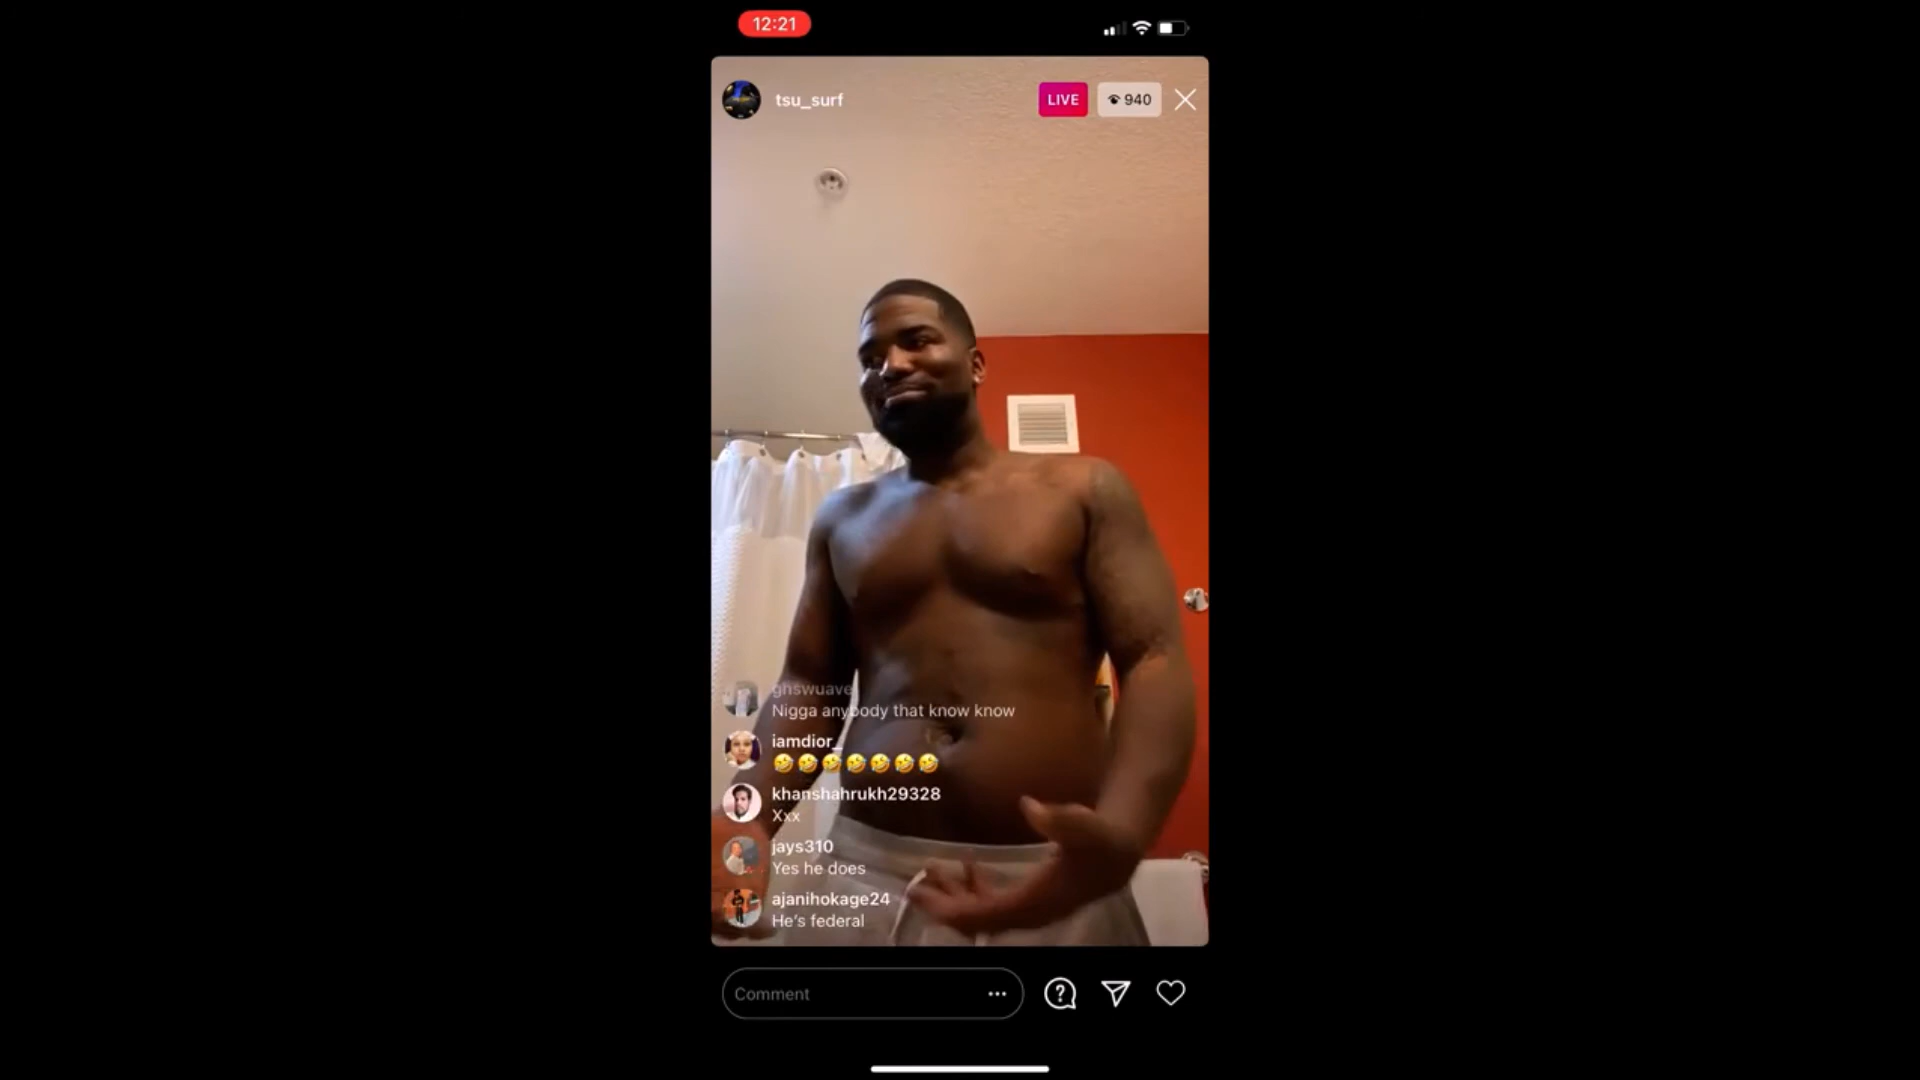 12:21
tsu_surf
LIVE
940
ghswuave
Nigga anybody that know know
iamdior_
🤣🤣🤣🤣🤣🤣🤣
khanshahrukh29328
Xxx
jays310
Yes he does
ajanihokage24
He's federal
Comment